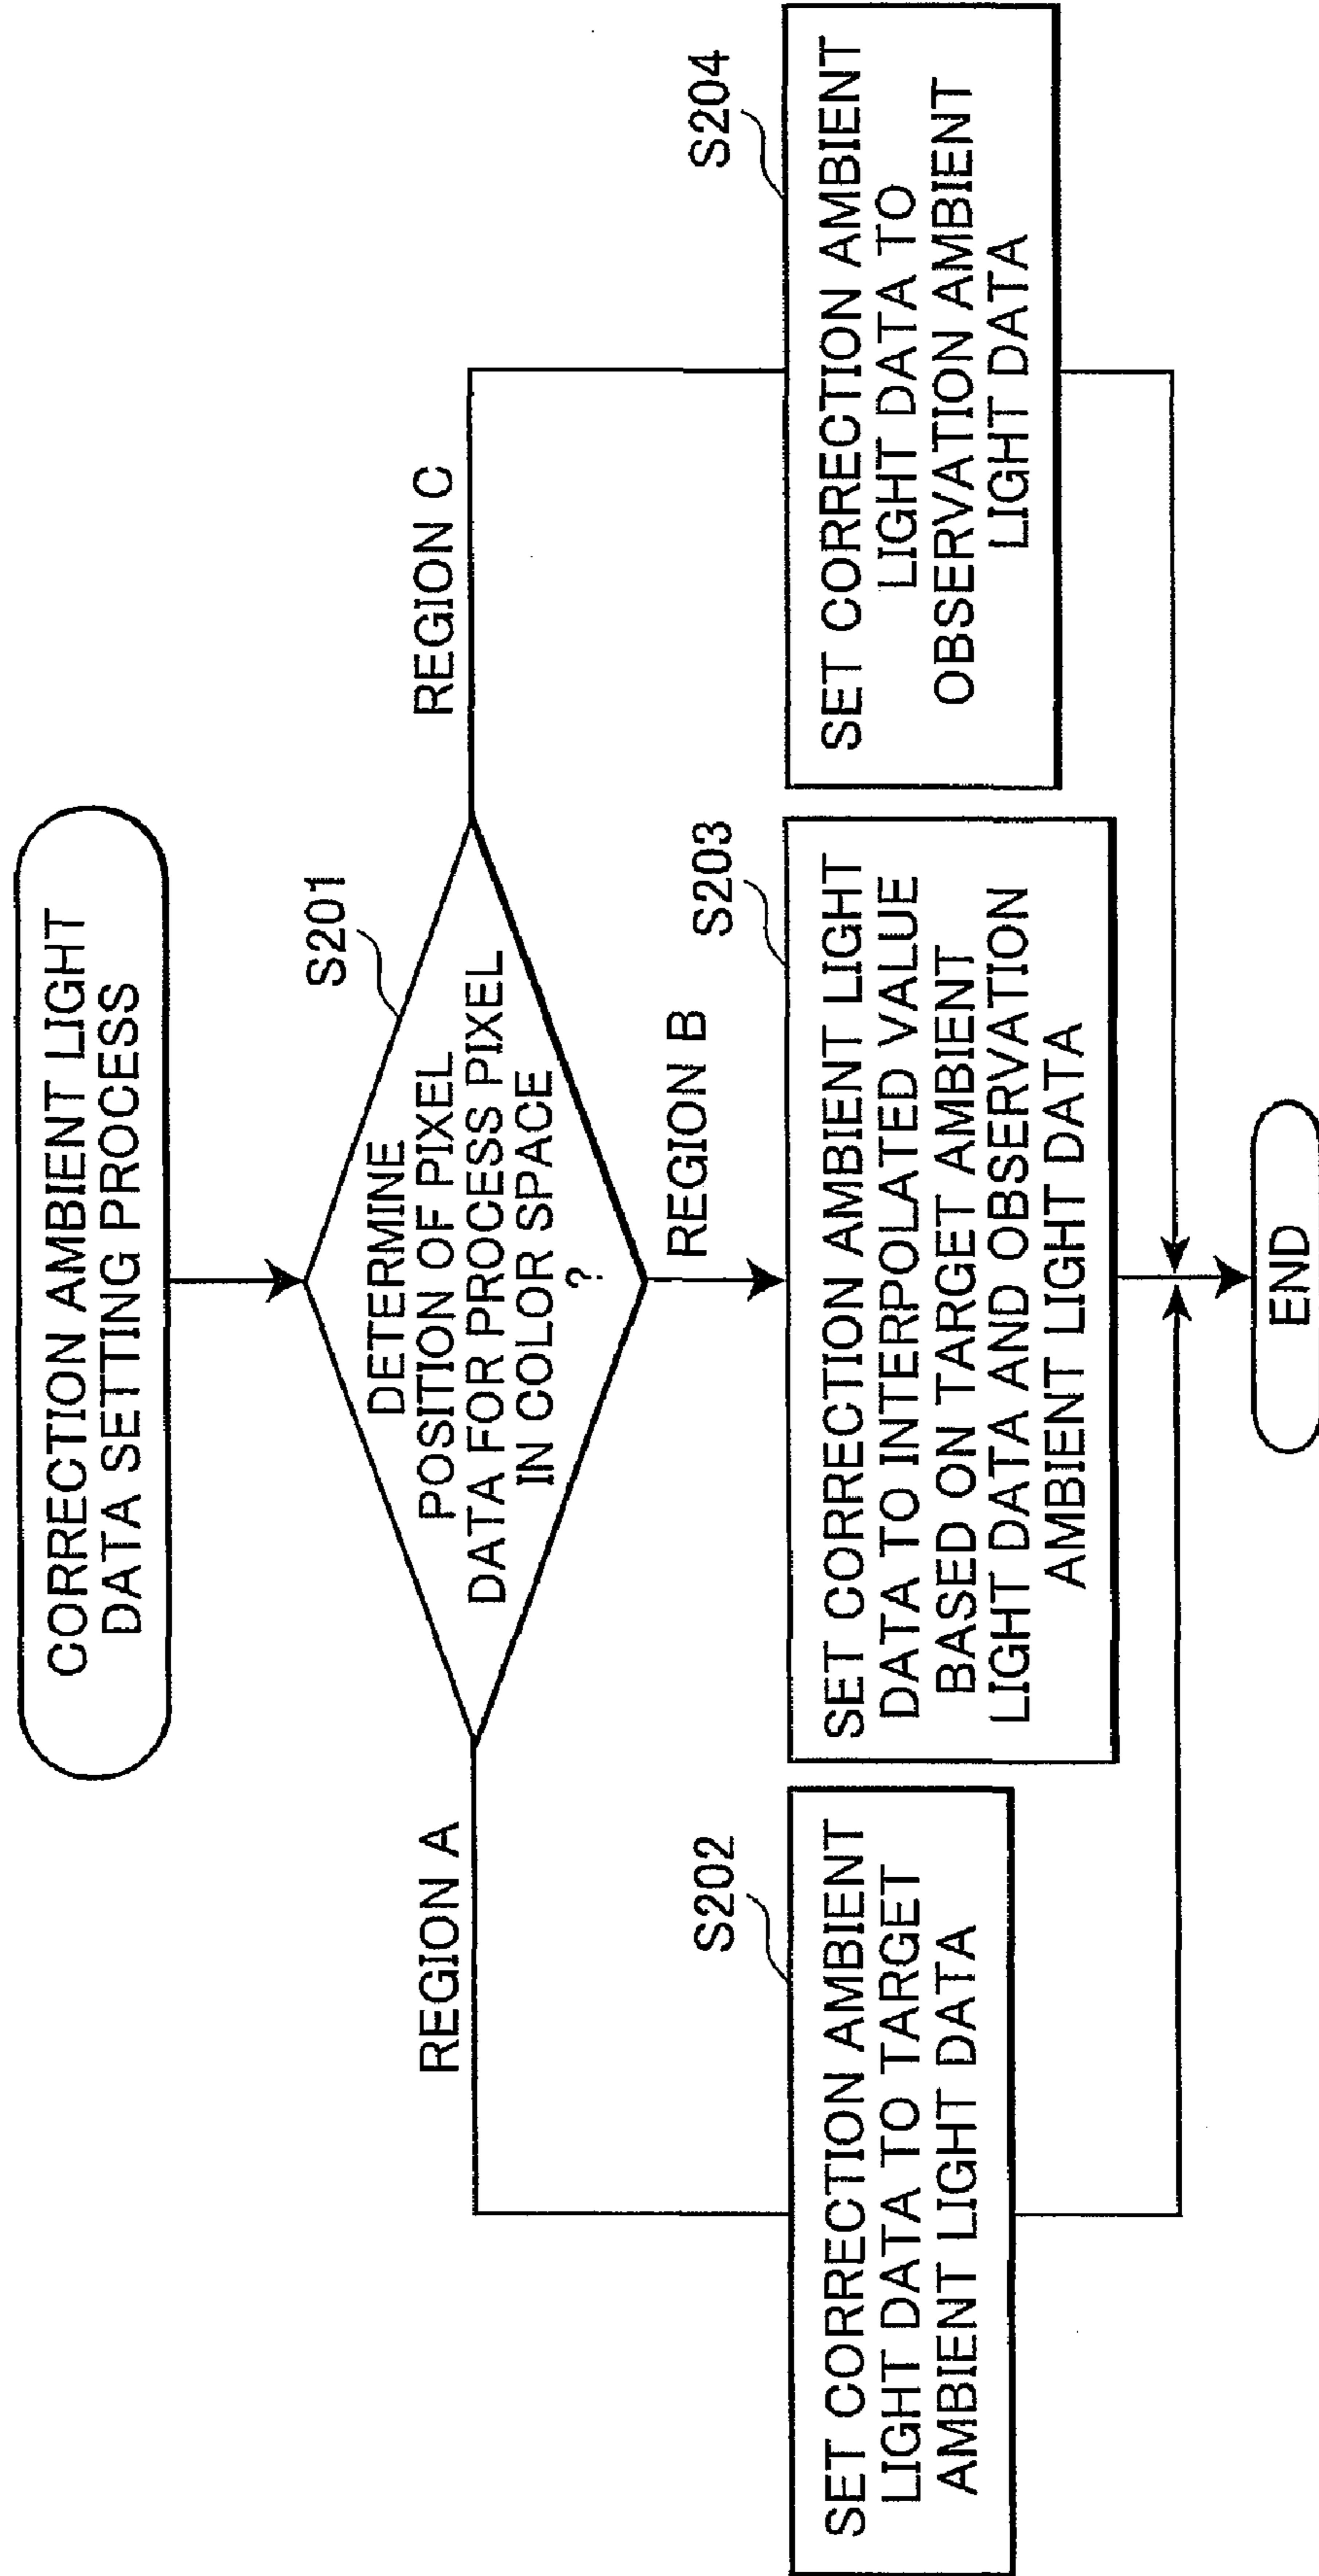 CORRECTION AMBIENT LIGHT
DATA SETTING PROCESS
S201
DETERMINE
POSITION OF PIXEL
DATA FOR PROCESS PIXEL
IN COLOR SPACE
?
REGION A
REGION B
REGION C
S202
SET CORRECTION AMBIENT
LIGHT DATA TO TARGET
AMBIENT LIGHT DATA
S203
SET CORRECTION AMBIENT LIGHT
DATA TO INTERPOLATED VALUE
BASED ON TARGET AMBIENT
LIGHT DATA AND OBSERVATION
AMBIENT LIGHT DATA
S204
SET CORRECTION AMBIENT
LIGHT DATA TO
OBSERVATION AMBIENT
LIGHT DATA
END